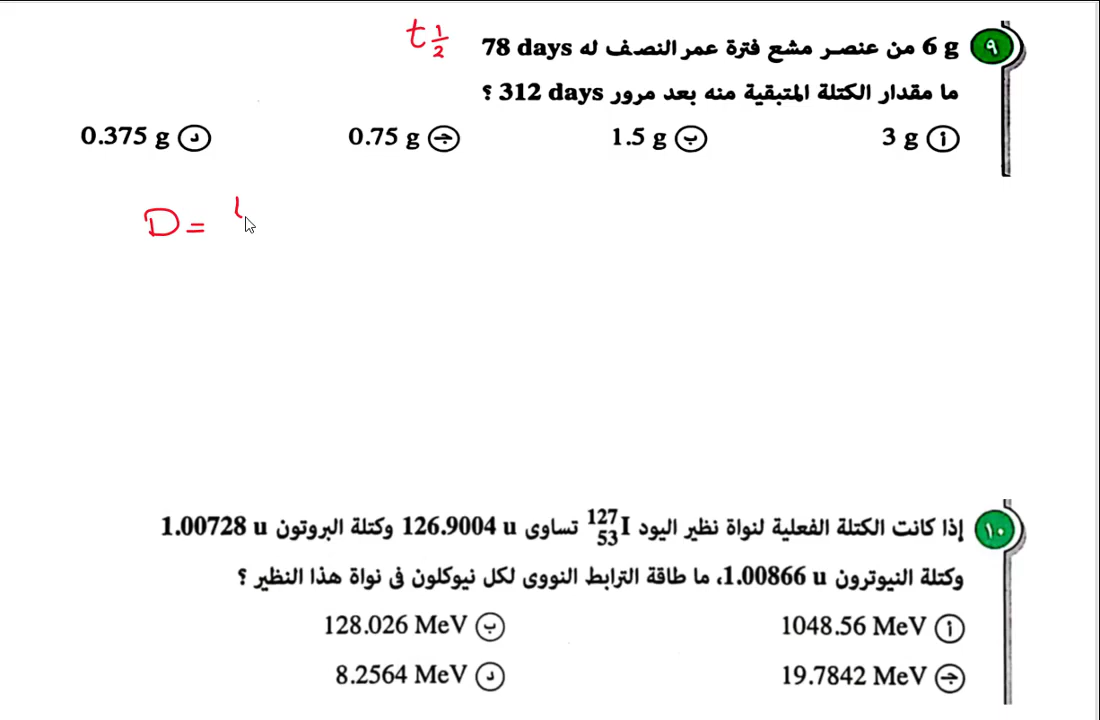 t 1/2
٩ 6 g من عنصر مشع فترة عمر النصف له 78 days
ما مقدار الكتلة المتبقية منه بعد مرور 312 days ؟
أ 3 g ب 1.5 g ج 0.75 g د 0.375 g
D =
١٠ إذا كانت الكتلة الفعلية لنواة نظير اليود ¹²⁷₅₃I تساوى 126.9004 u وكتلة البروتون 1.00728 u
وكتلة النيوترون 1.00866 u، ما طاقة الترابط النووى لكل نيوكلون فى نواة هذا النظير ؟
أ 1048.56 MeV ب 128.026 MeV
ج 19.7842 MeV د 8.2564 MeV